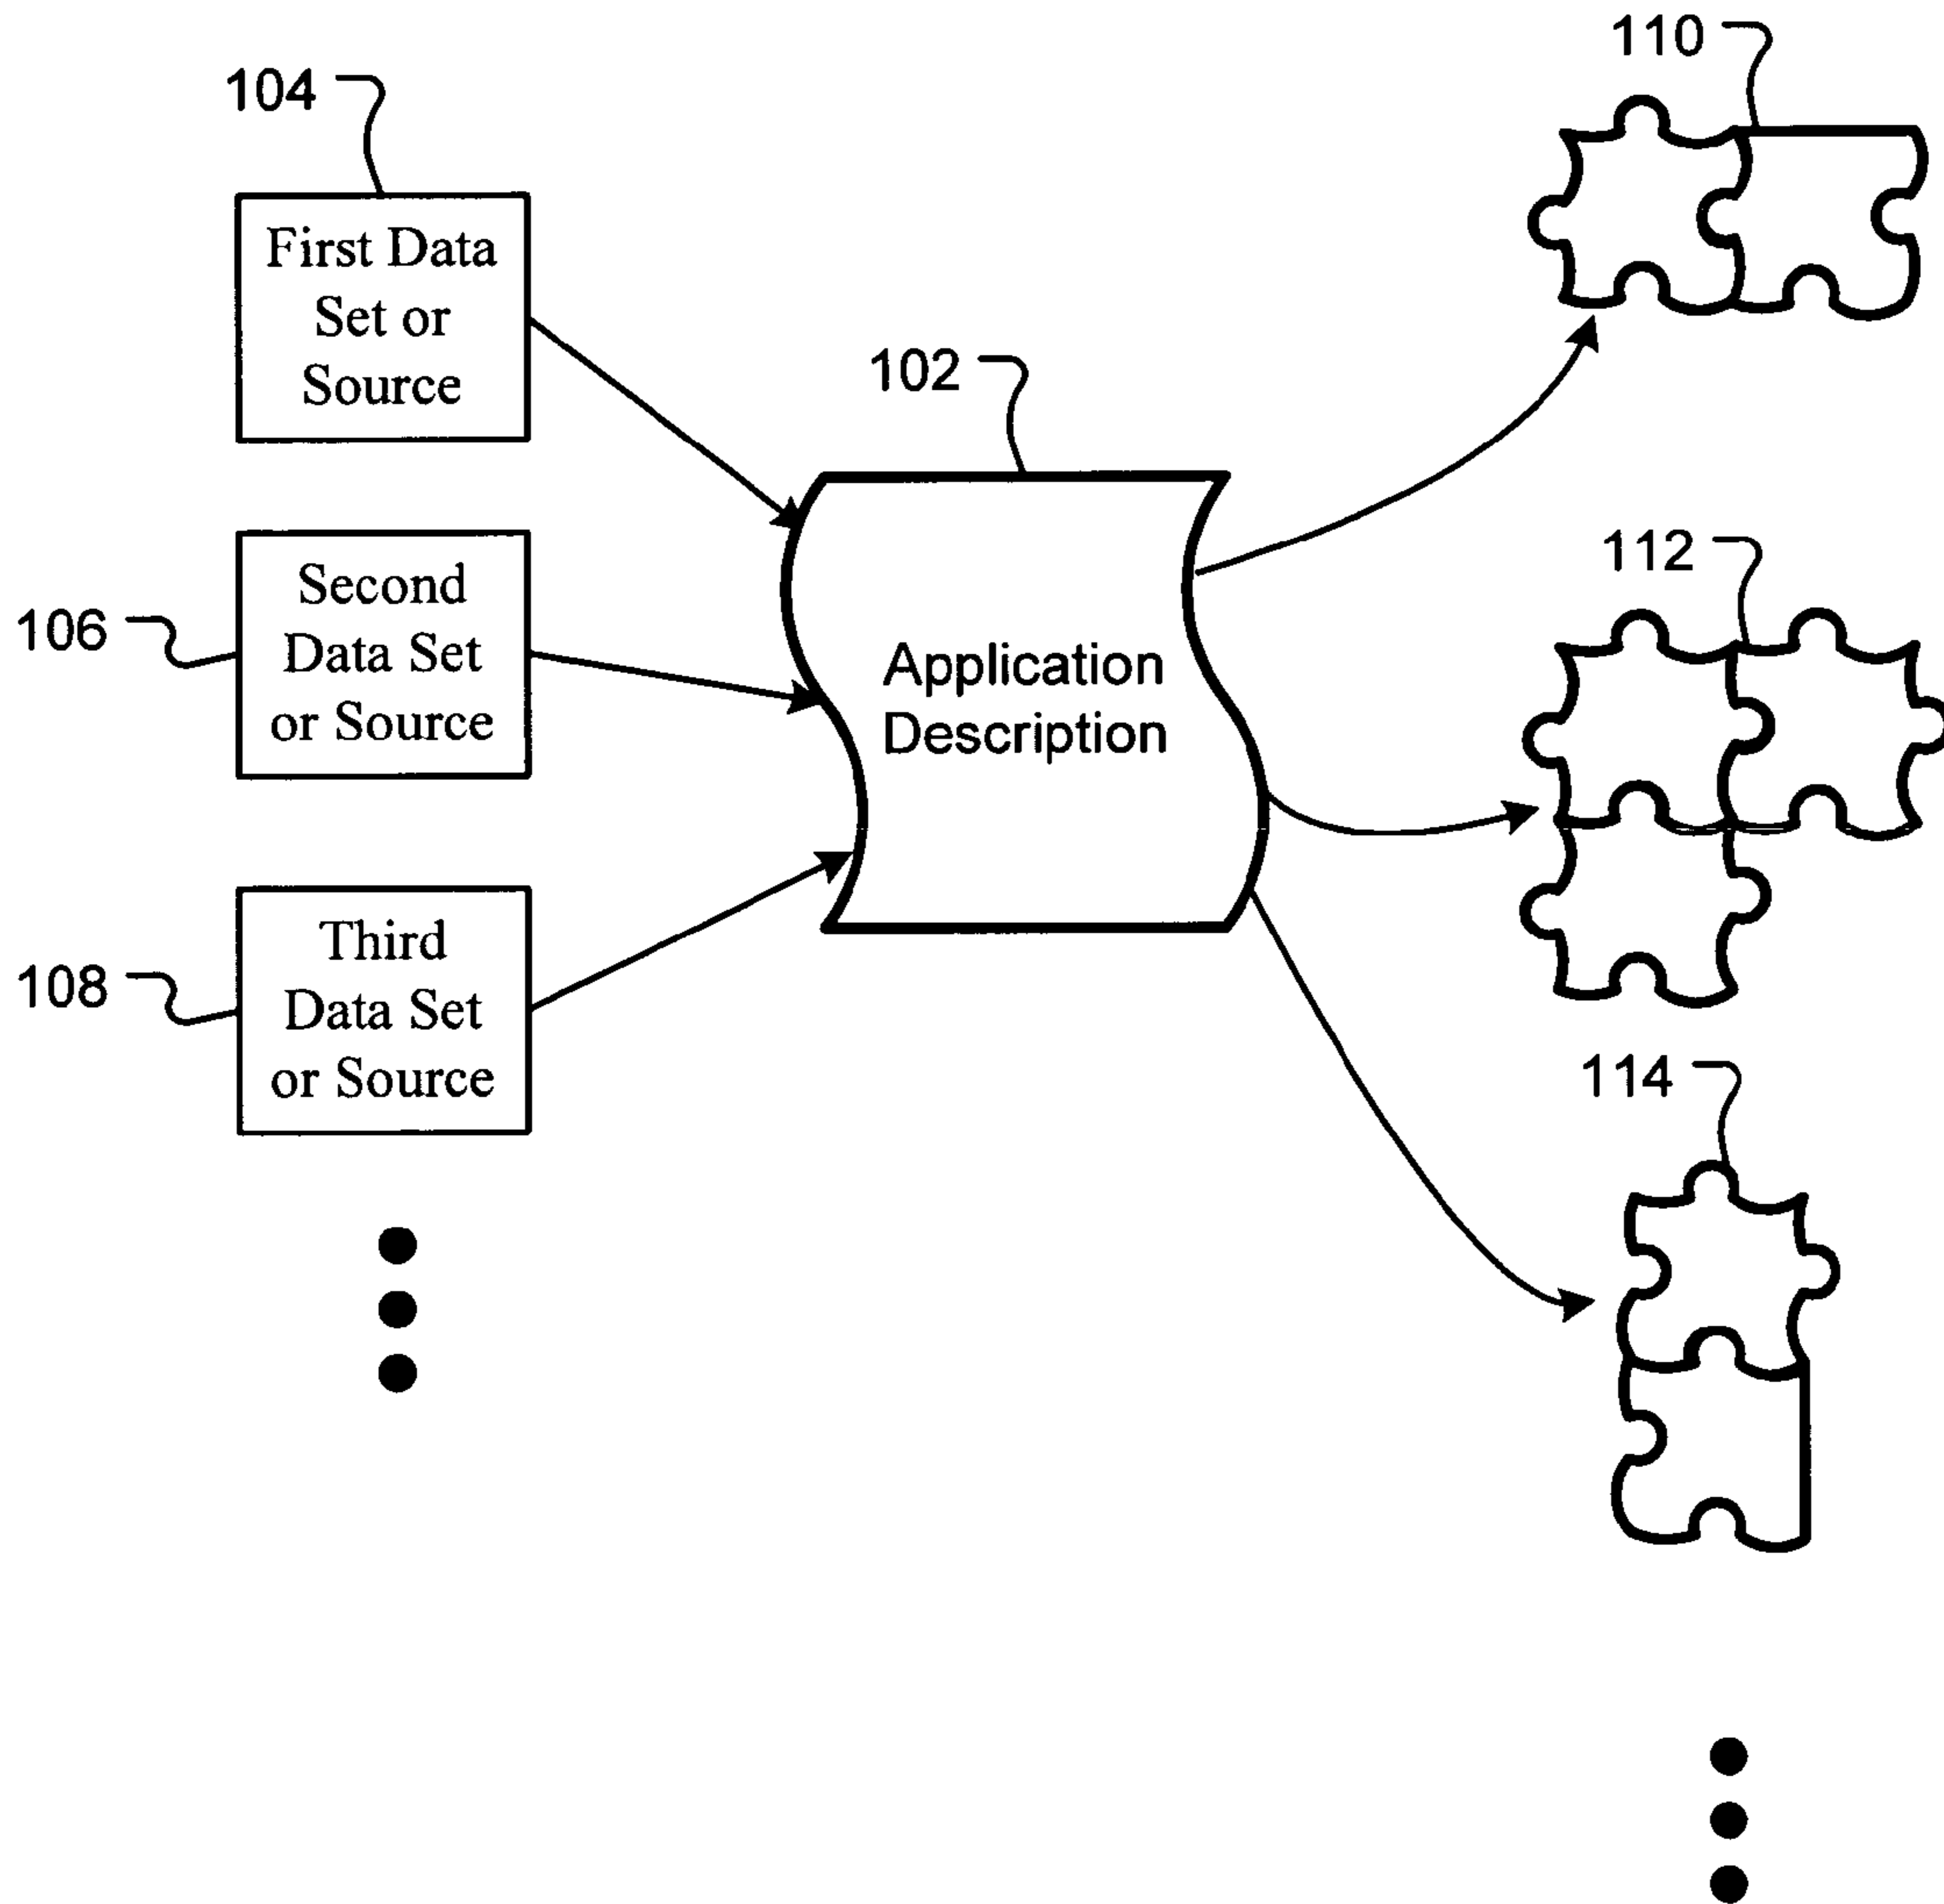 110
104
First Data
Set or
Source
102
112
Second
Data Set
or Source
106
Application
Description
108
Third
Data Set
or Source
114